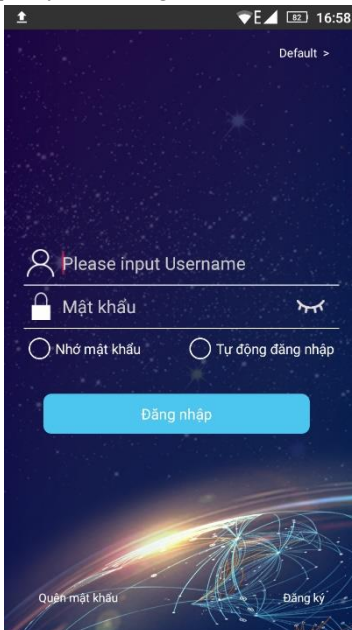 E 82 16:58
Default >
Please input Username
Mật khẩu
Nhớ mật khẩu Tự động đăng nhập
Đăng nhập
Quên mật khẩu Đăng ký